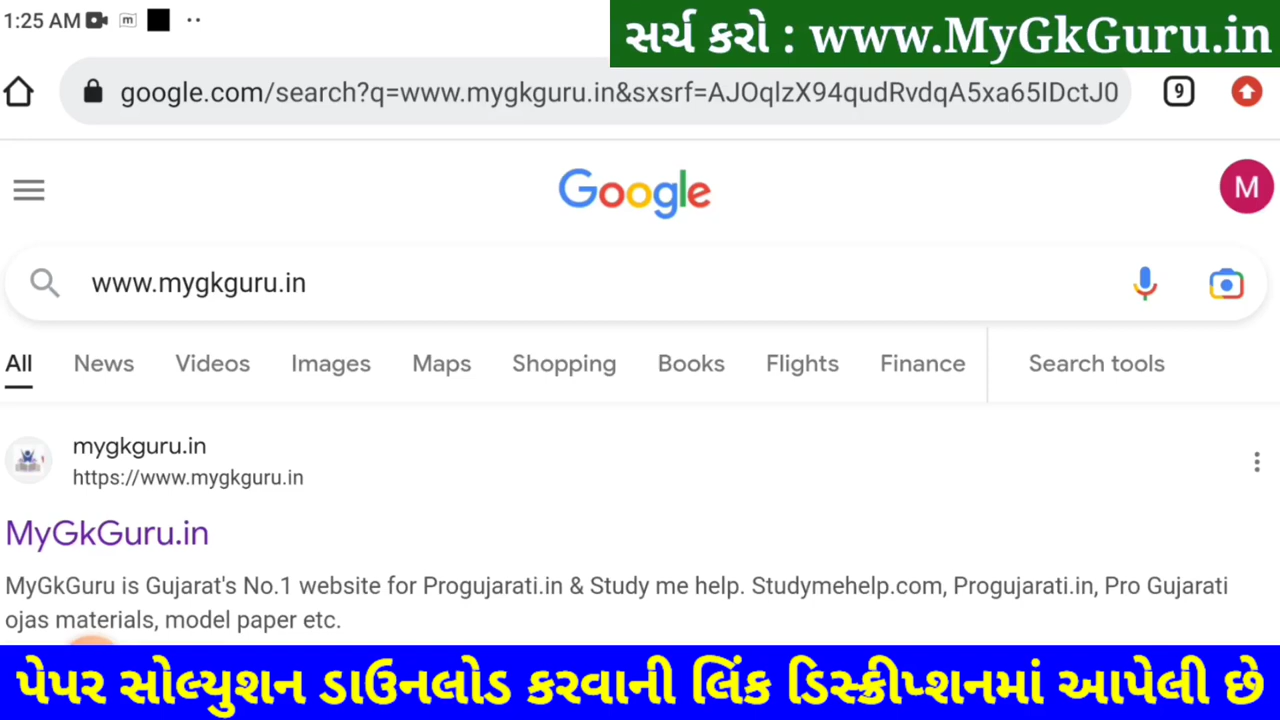 1:25 AM
સર્ચ કરો : www.MyGkGuru.in
google.com/search?q=www.mygkguru.in&sxsrf=AJOqlzX94qudRvdqA5xa65IDctJ0
9
Google
M
www.mygkguru.in
All News Videos Images Maps Shopping Books Flights Finance Search tools
mygkguru.in
https://www.mygkguru.in
MyGkGuru.in
MyGkGuru is Gujarat's No.1 website for Progujarati.in & Study me help. Studymehelp.com, Progujarati.in, Pro Gujarati
ojas materials, model paper etc.
પેપર સોલ્યુશન ડાઉનલોડ કરવાની લિંક ડિસ્ક્રીપ્શનમાં આપેલી છે